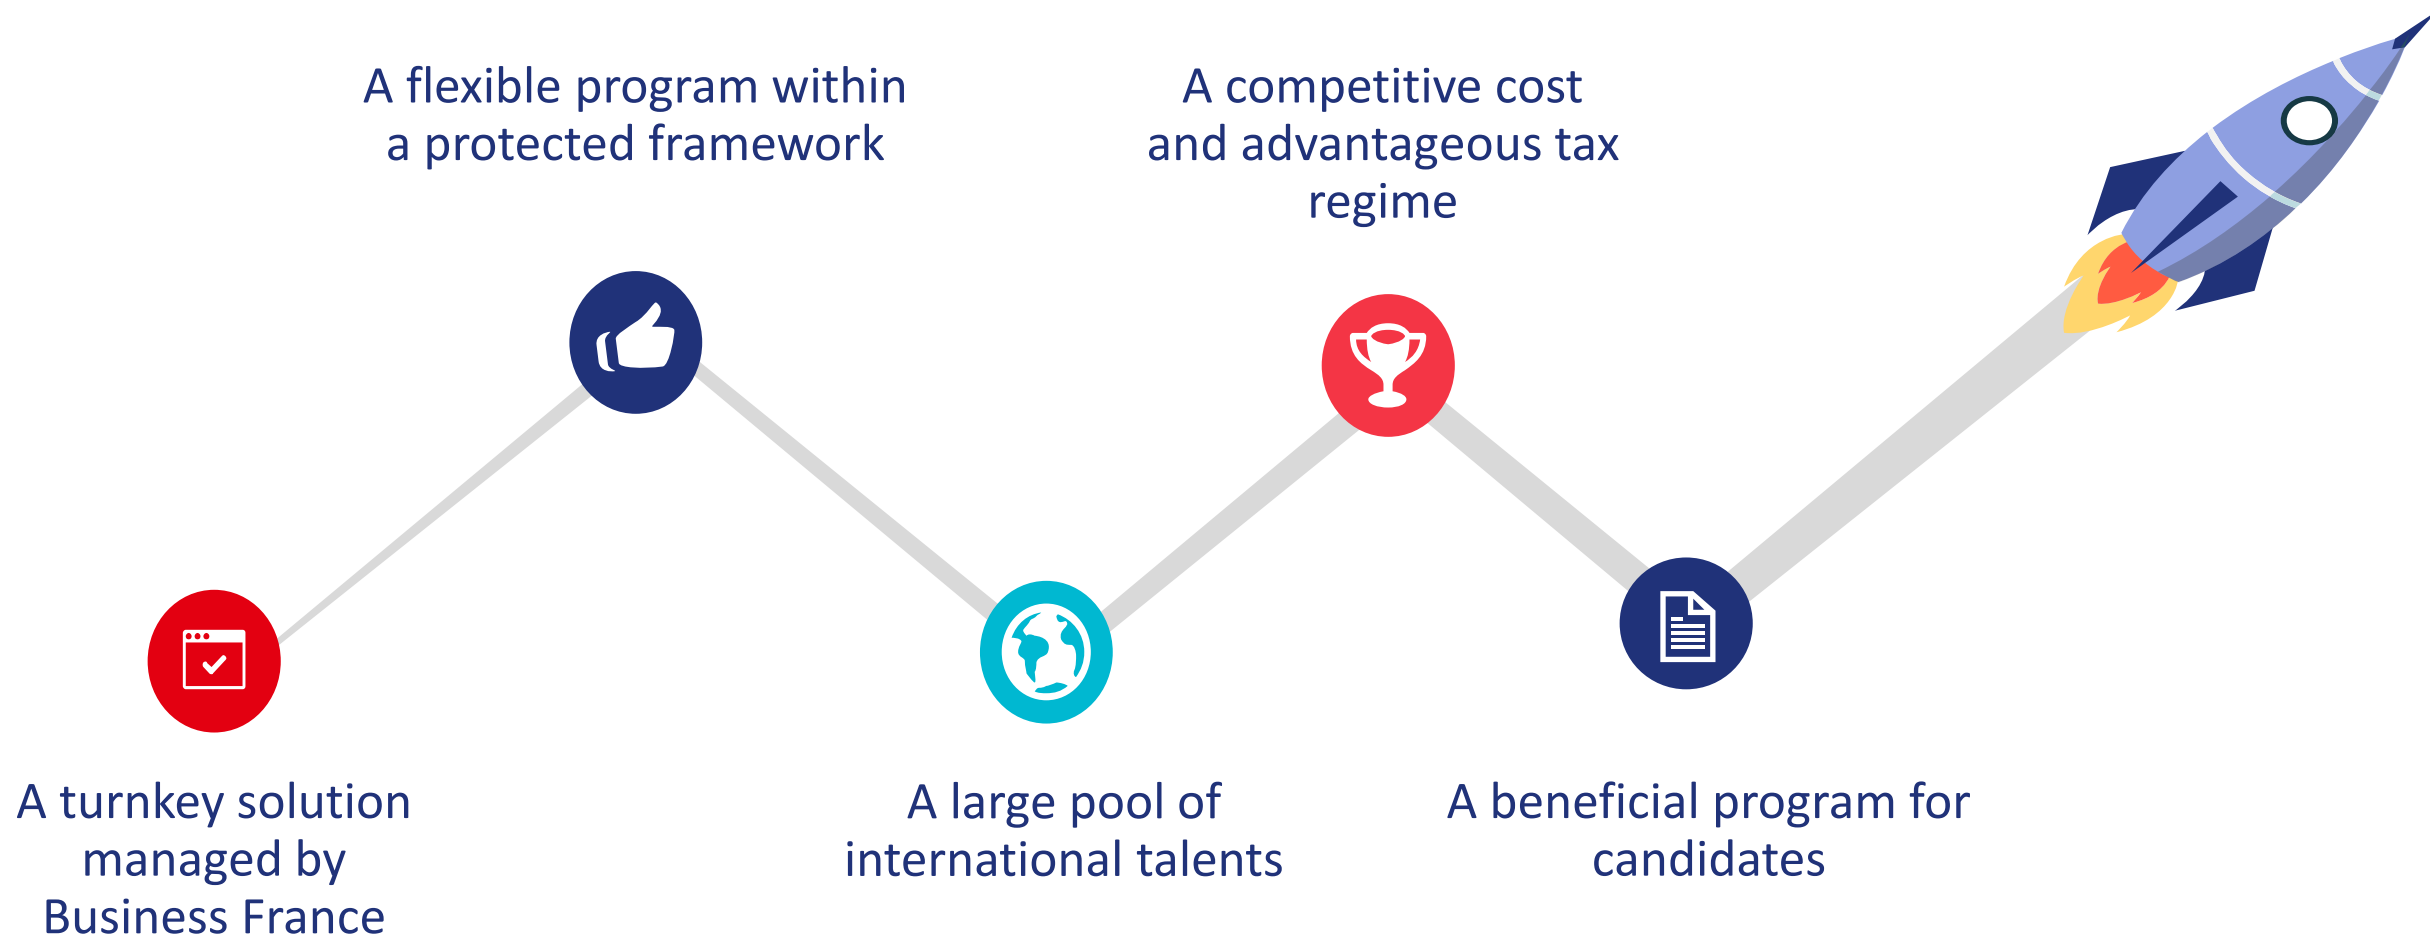 A turnkey solution
managed by
Business France
A flexible program within
a protected framework
A large pool of
international talents
A competitive cost
and advantageous tax
regime
A beneficial program for
candidates